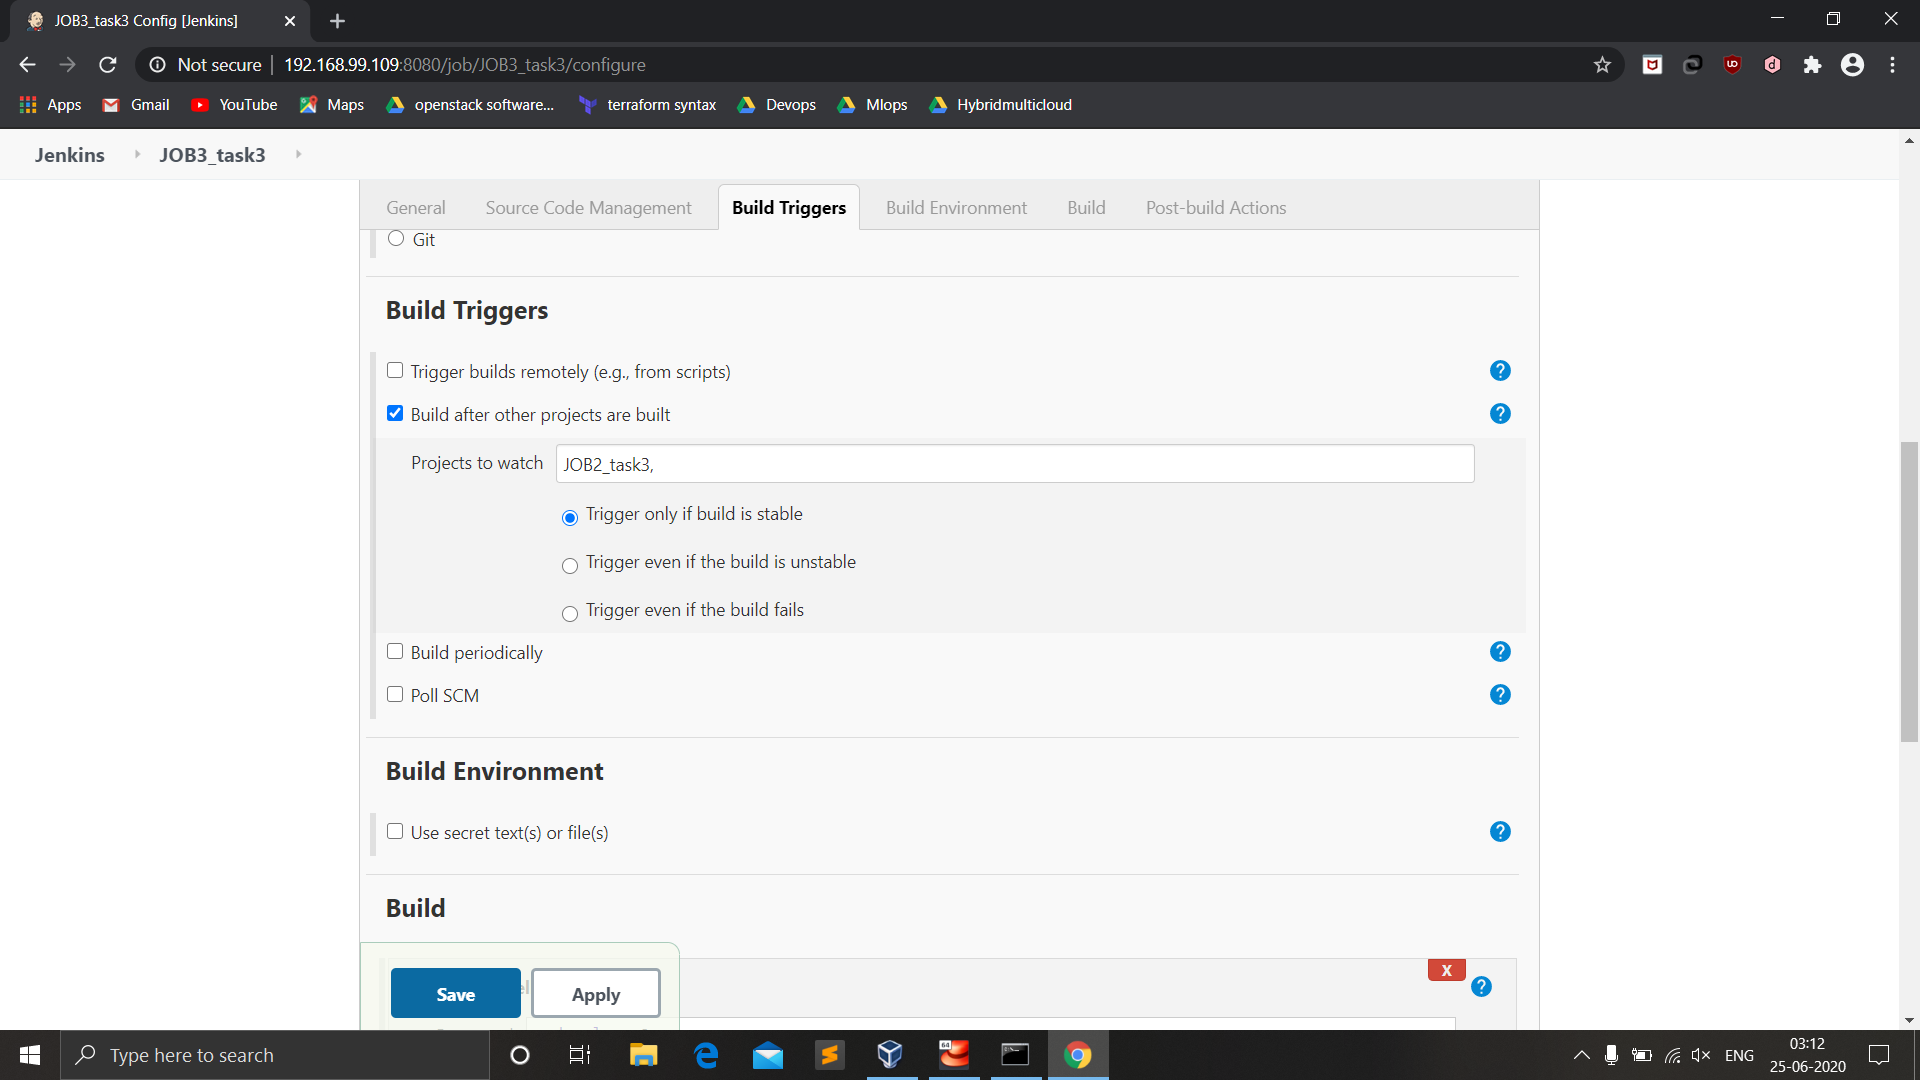 JOB3_task3 Config [Jenkins]
Not secure | 192.168.99.109:8080/job/JOB3_task3/configure
Apps Gmail YouTube Maps openstack software... terraform syntax Devops Mlops Hybridmulticloud
Jenkins JOB3_task3
General Source Code Management Build Triggers Build Environment Build Post-build Actions
Git
Build Triggers
Trigger builds remotely (e.g., from scripts)
?
Build after other projects are built
?
Projects to watch JOB2_task3,
Trigger only if build is stable
Trigger even if the build is unstable
Trigger even if the build fails
Build periodically
?
Poll SCM
?
Build Environment
Use secret text(s) or file(s)
?
Build
X
?
Save Apply
Type here to search
64
ENG
03:12
25-06-2020